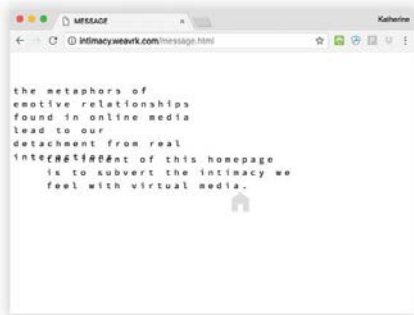 MESSAGE
Katherine
intimacy.weavrk.com/message.html
the metaphors of
emotive relationships
found in online media
lead to our
detachment from real
interactions.
the intent of this homepage
is to subvert the intimacy we
feel with virtual media.